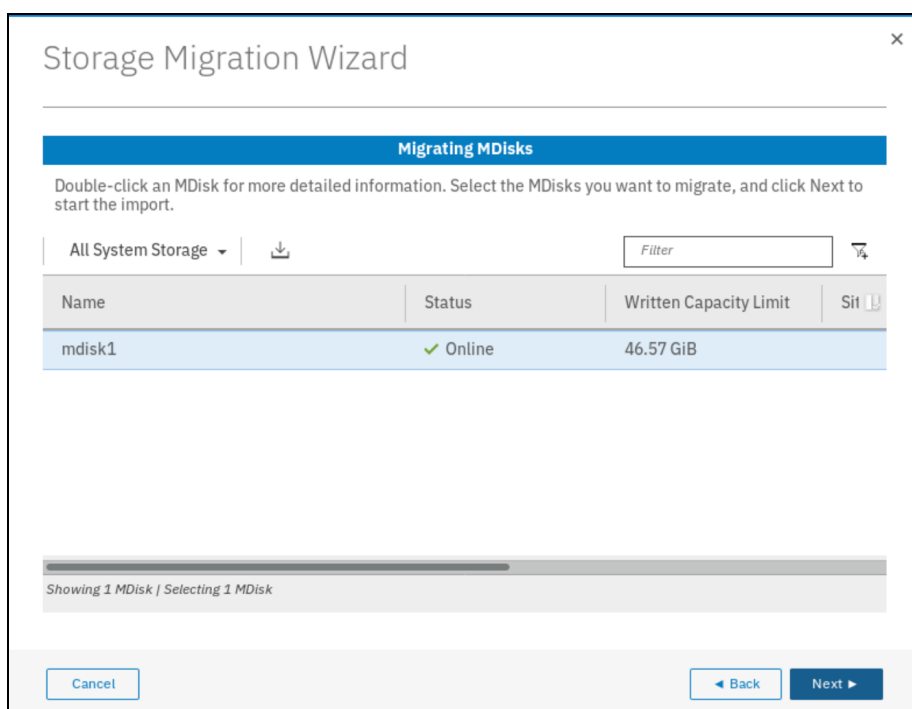 Storage Migration Wizard
Migrating MDisks
Double-click an MDisk for more detailed information. Select the MDisks you want to migrate, and click Next to
start the import.
All System Storage
Filter
Name Status Written Capacity Limit Sit
mdisk1 Online 46.57 GiB
Showing 1 MDisk | Selecting 1 MDisk
Cancel Back Next